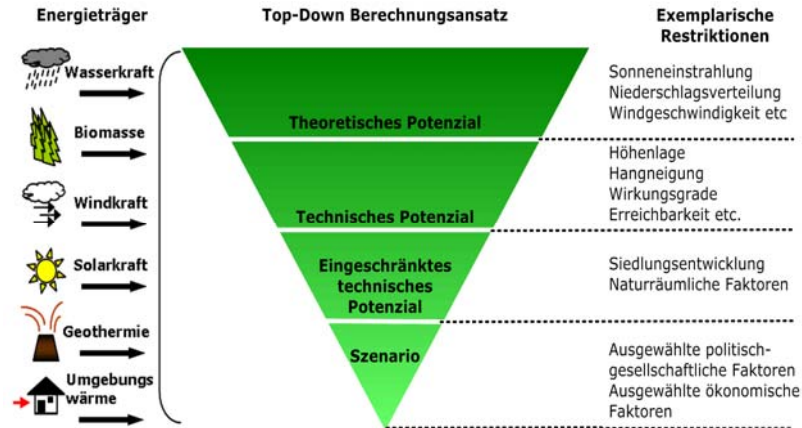 Energieträger
Top-Down Berechnungsansatz
Exemplarische
Restriktionen
Wasserkraft
Biomasse
Windkraft
Solarkraft
Geothermie
Umgebungs
wärme
Theoretisches Potenzial
Technisches Potenzial
Eingeschränktes
technisches
Potenzial
Szenario
Sonneneinstrahlung
Niederschlagsverteilung
Windgeschwindigkeit etc
Höhenlage
Hangneigung
Wirkungsgrade
Erreichbarkeit etc.
Siedlungsentwicklung
Naturräumliche Faktoren
Ausgewählte politisch-
gesellschaftliche Faktoren
Ausgewählte ökonomische
Faktoren